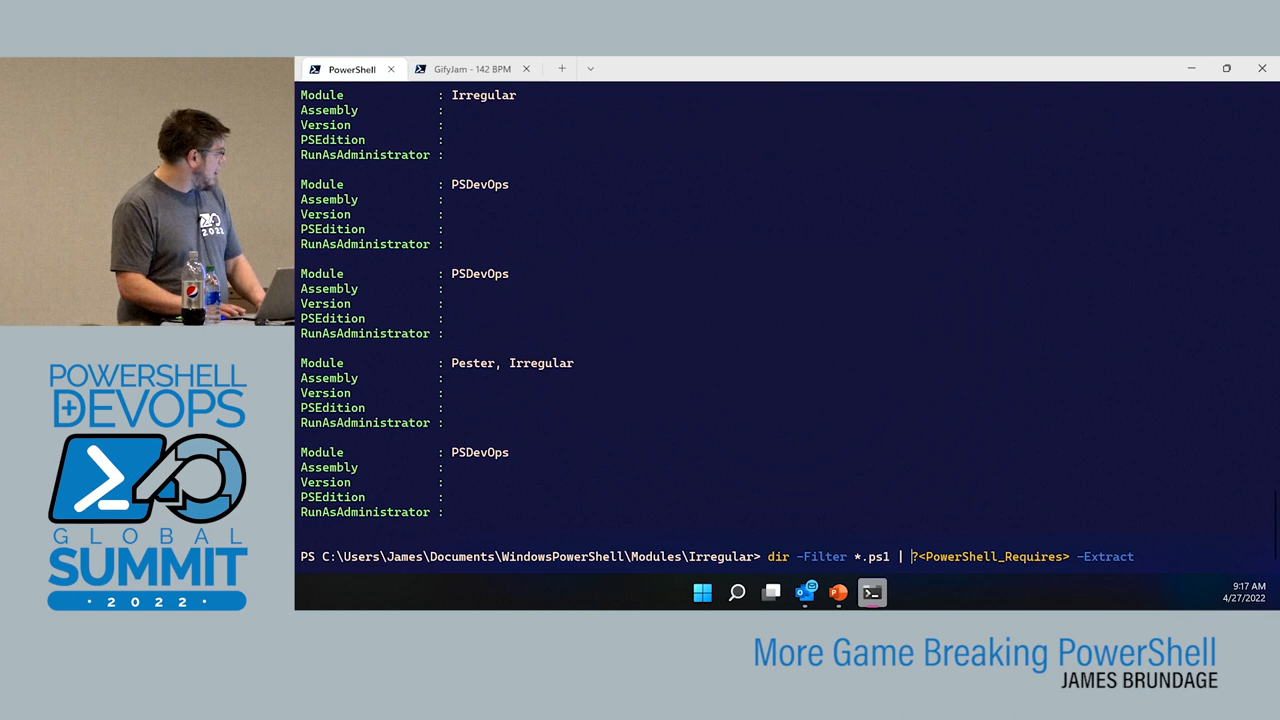 PowerShell
GifyJam - 142 BPM
Module : Irregular
Assembly :
Version :
PSEdition :
RunAsAdministrator :
Module : PSDevOps
Assembly :
Version :
PSEdition :
RunAsAdministrator :
Module : PSDevOps
Assembly :
Version :
PSEdition :
RunAsAdministrator :
Module : Pester, Irregular
Assembly :
Version :
PSEdition :
RunAsAdministrator :
Module : PSDevOps
Assembly :
Version :
PSEdition :
RunAsAdministrator :
PS C:\Users\James\Documents\WindowsPowerShell\Modules\Irregular> dir -Filter *.ps1 | ?<PowerShell_Requires> -Extract
9:17 AM
4/27/2022
2022
pepsi
POWERSHELL
DEVOPS
GLOBAL
SUMMIT
· 2022 ·
More Game Breaking PowerShell
JAMES BRUNDAGE